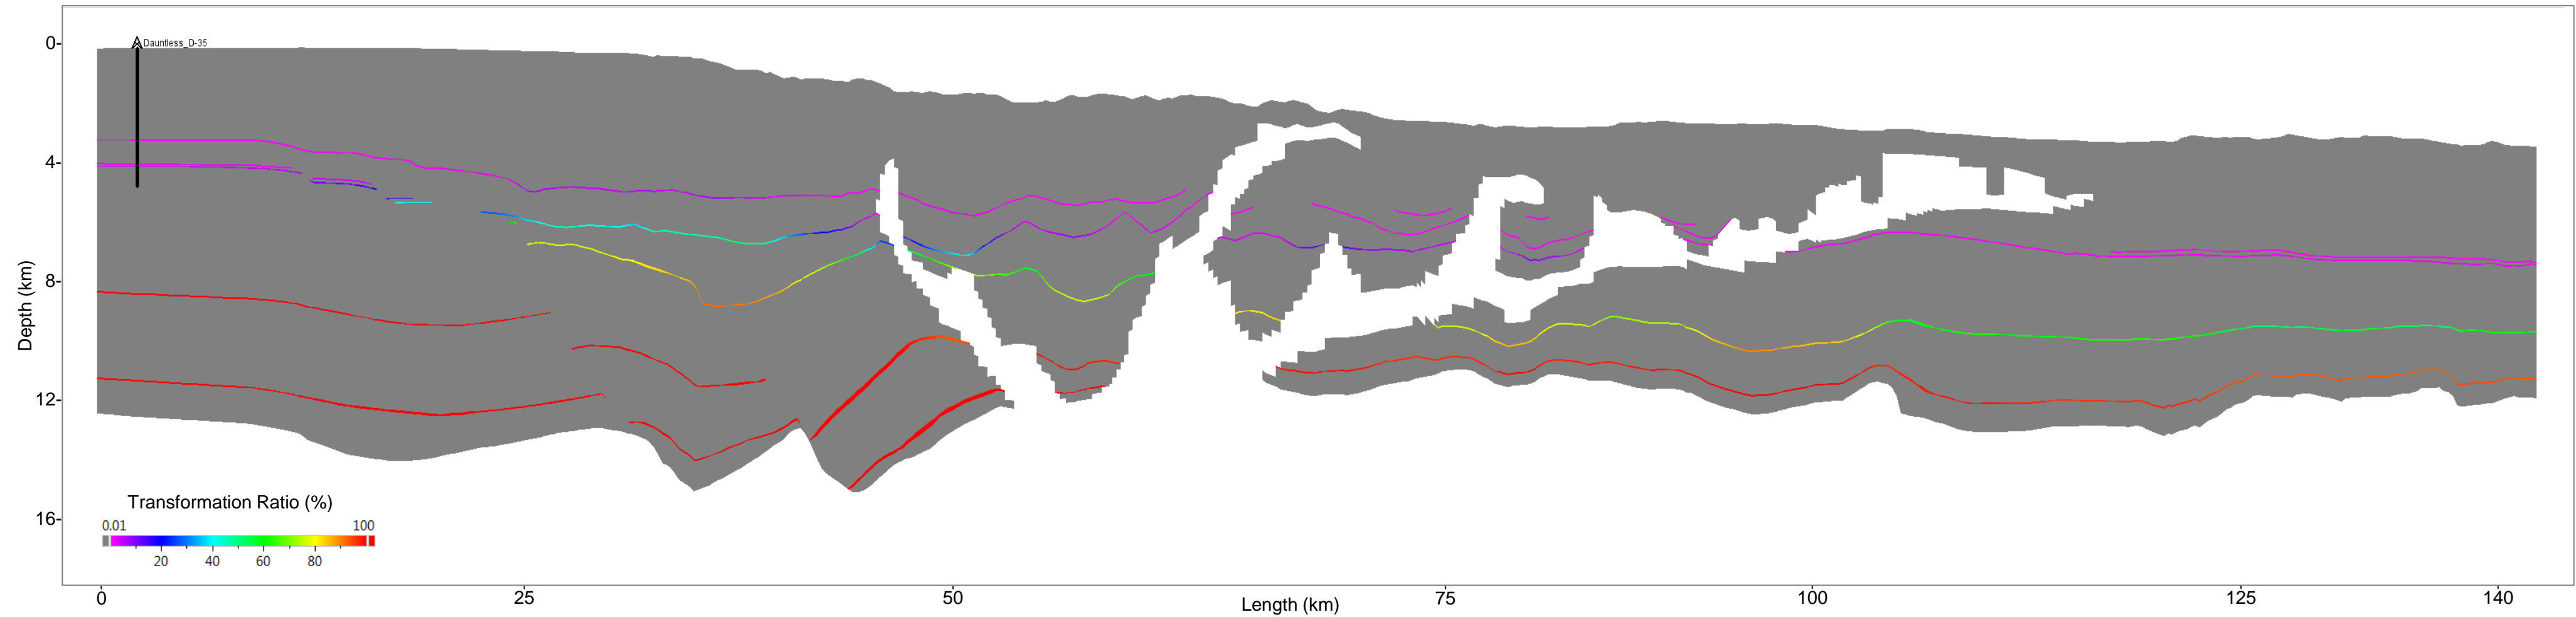 0
Dauntless_D-35
4
8
Depth (km)
12
16
Transformation Ratio (%)
0.01 100
20 40 60 80
0 25 50 75 100 125 140
Length (km)